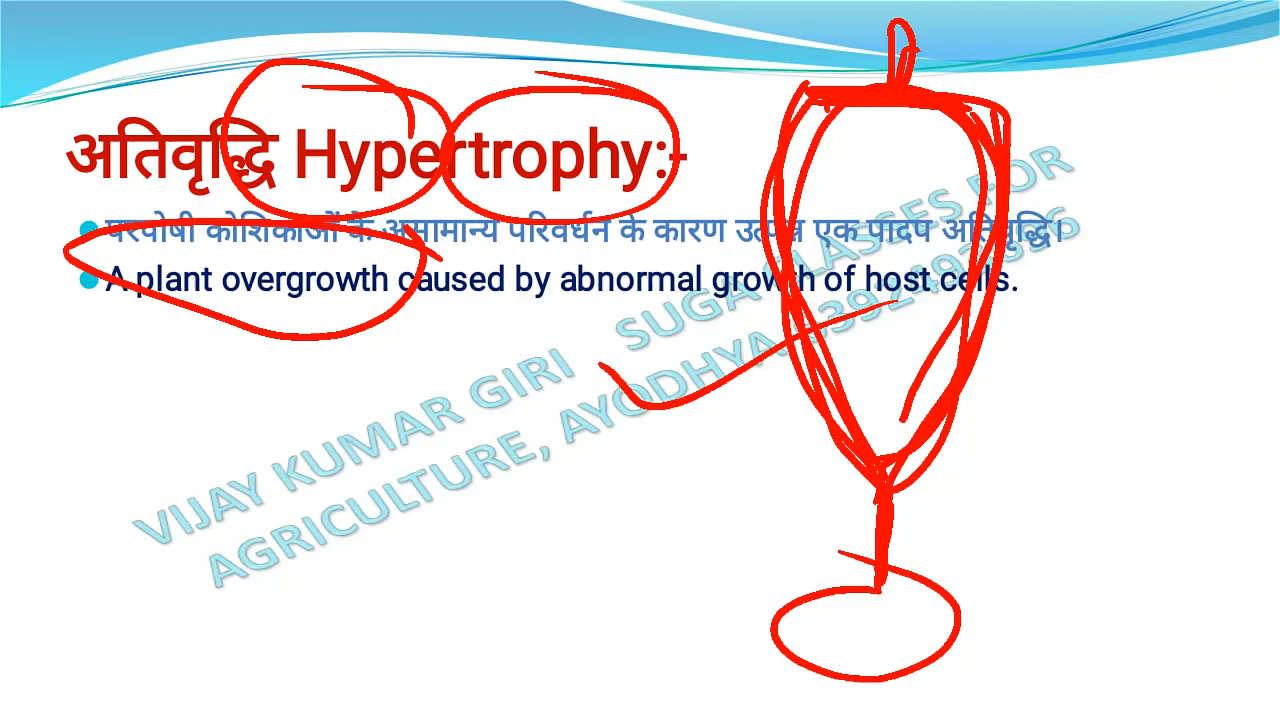 अतिवृद्धि Hypertrophy:-
परपोषी कोशिकाओं के असामान्य परिवर्धन के कारण उत्पन्न एक पादप अतिवृद्धि।
A plant overgrowth caused by abnormal growth of host cells.
VIJAY KUMAR GIRI SUGA CLASSES FOR
AGRICULTURE, AYODHYA.